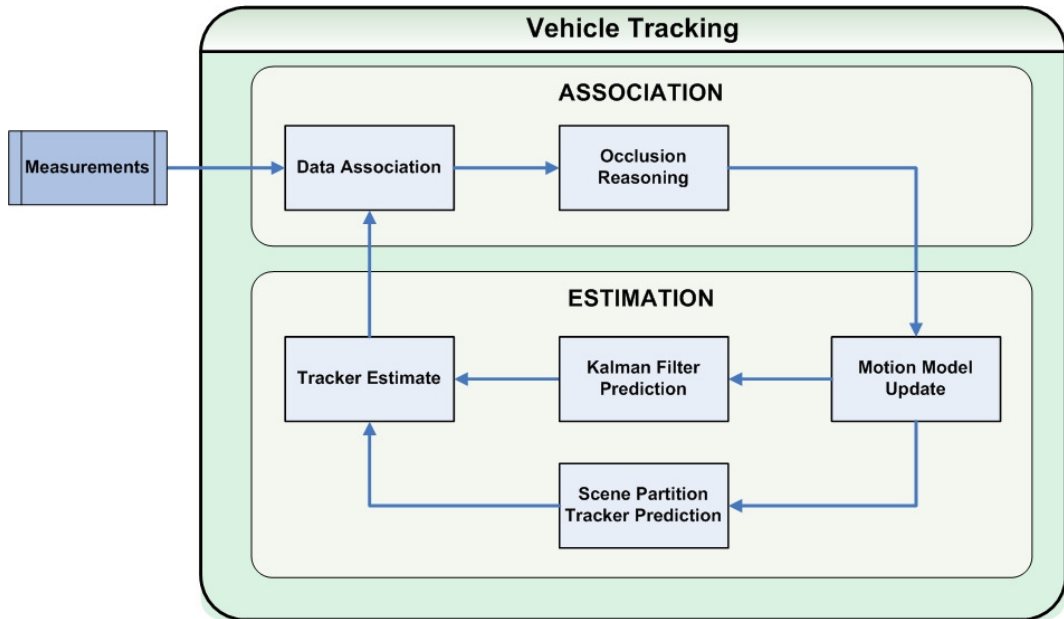 Vehicle Tracking
ASSOCIATION
Measurements
Data Association
Occlusion
Reasoning
ESTIMATION
Tracker Estimate
Kalman Filter
Prediction
Motion Model
Update
Scene Partition
Tracker Prediction